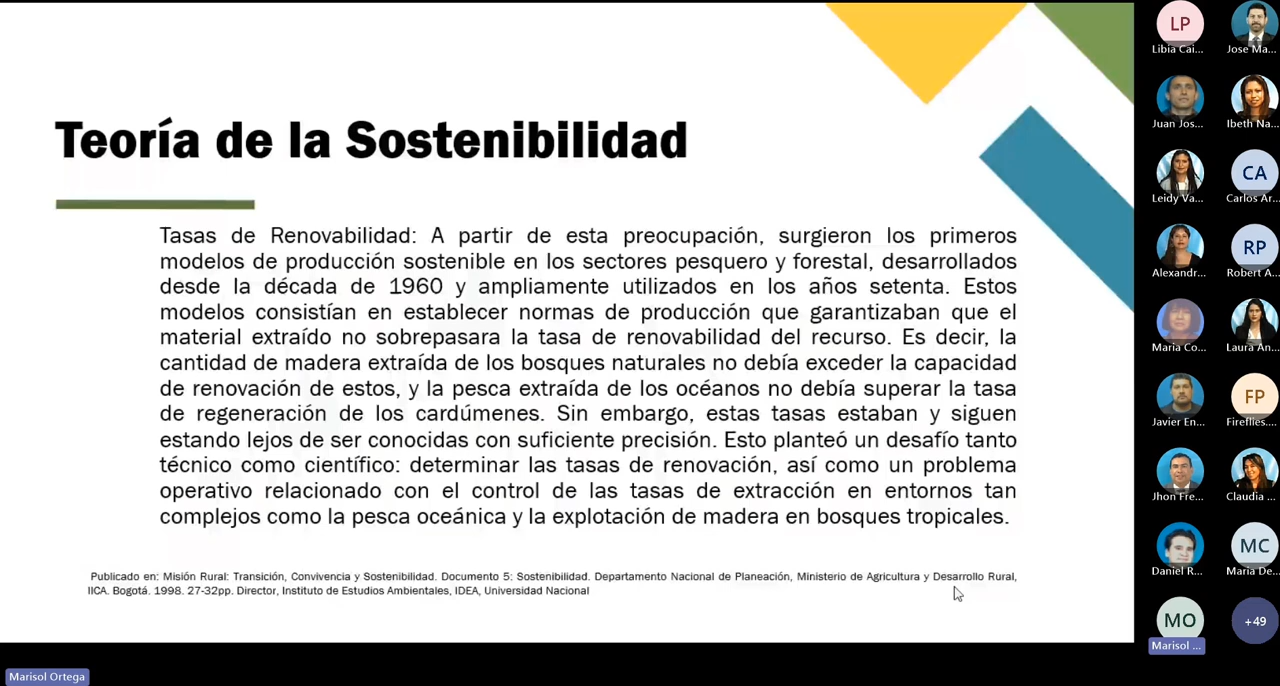 Teoría de la Sostenibilidad
Tasas de Renovabilidad: A partir de esta preocupación, surgieron los primeros
modelos de producción sostenible en los sectores pesquero y forestal, desarrollados
desde la década de 1960 y ampliamente utilizados en los años setenta. Estos
modelos consistían en establecer normas de producción que garantizaban que el
material extraído no sobrepasara la tasa de renovabilidad del recurso. Es decir, la
cantidad de madera extraída de los bosques naturales no debía exceder la capacidad
de renovación de estos, y la pesca extraída de los océanos no debía superar la tasa
de regeneración de los cardúmenes. Sin embargo, estas tasas estaban y siguen
estando lejos de ser conocidas con suficiente precisión. Esto planteó un desafío tanto
técnico como científico: determinar las tasas de renovación, así como un problema
operativo relacionado con el control de las tasas de extracción en entornos tan
complejos como la pesca oceánica y la explotación de madera en bosques tropicales.
Publicado en: Misión Rural: Transición, Convivencia y Sostenibilidad. Documento 5: Sostenibilidad. Departamento Nacional de Planeación, Ministerio de Agricultura y Desarrollo Rural,
IICA. Bogotá. 1998. 27-32pp. Director, Instituto de Estudios Ambientales, IDEA, Universidad Nacional
LP
Libia Cai...
Jose Ma...
Juan Jos...
Ibeth Na...
Leidy Va...
CA
Carlos Ar...
Alexandr...
RP
Robert A...
Maria Co...
Laura An...
Javier En...
FP
Fireflies....
Jhon Fre...
Claudia ...
Daniel R...
MC
Maria De...
MO
Marisol ...
+49
Marisol Ortega